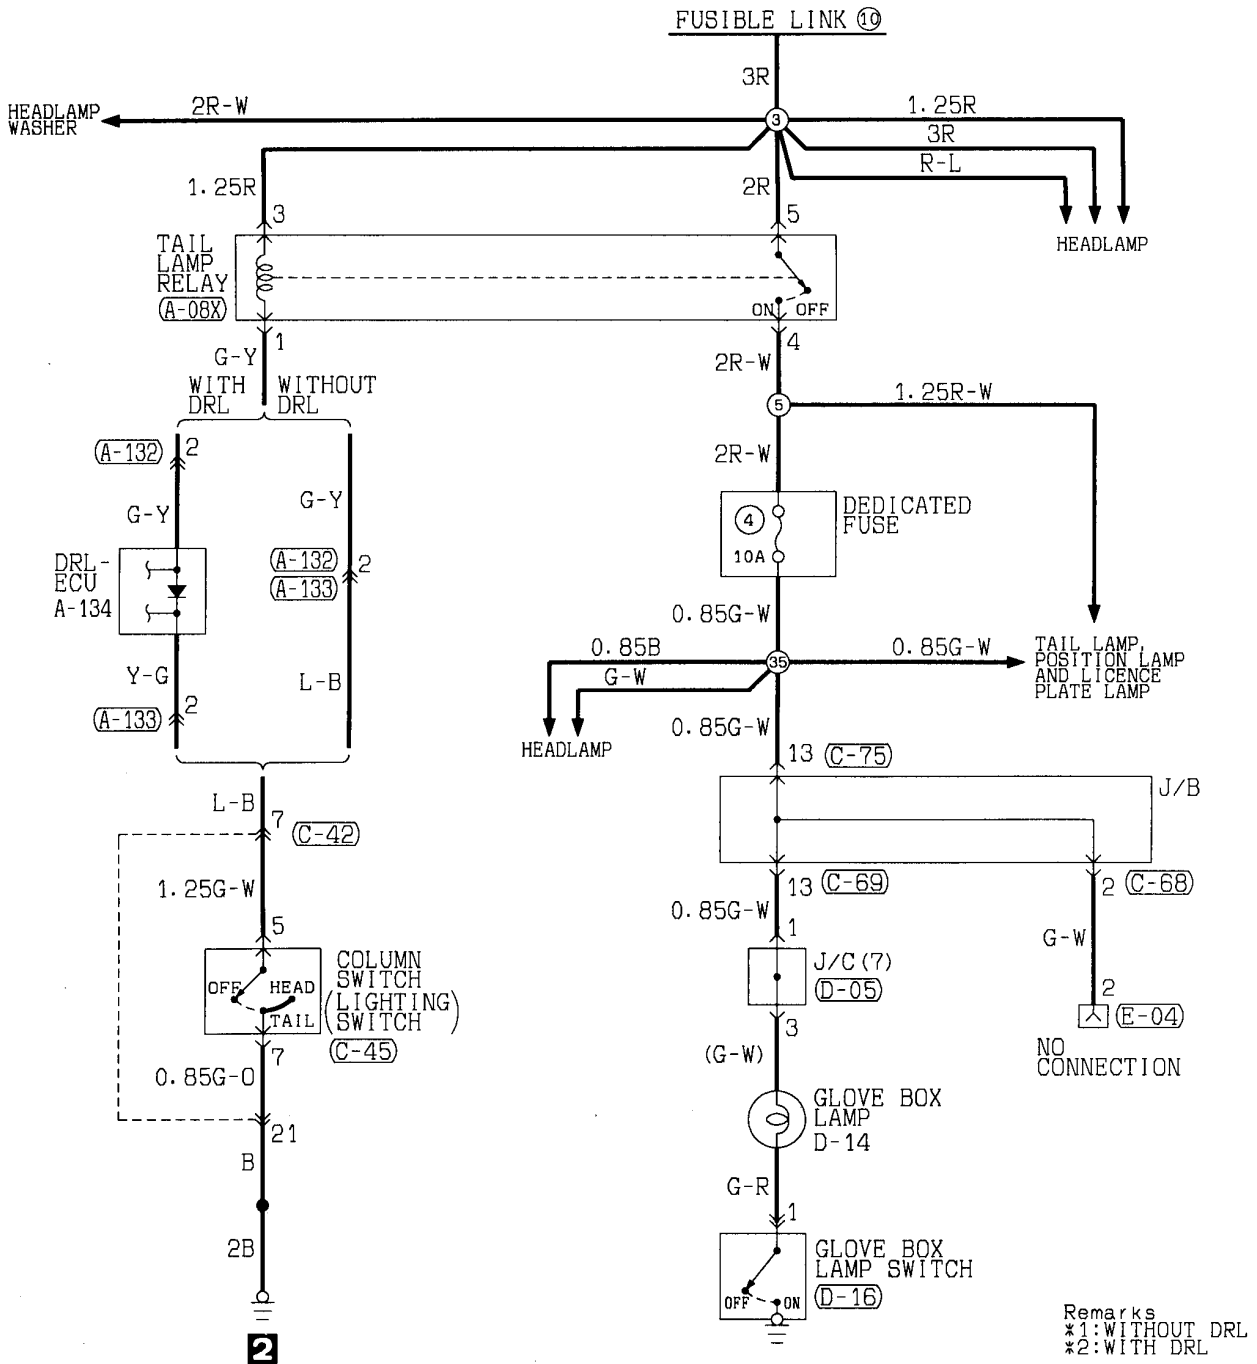 FUSIBLE LINK ⑩
3R
HEADLAMP
WASHER
2R-W
③
1.25R
3R
R-L
1.25R
2R
HEADLAMP
3
5
TAIL
LAMP
RELAY
(A-08X)
ON
OFF
1
4
G-Y
2R-W
WITH
DRL
WITHOUT
DRL
⑤
1.25R-W
(A-132)
2
2R-W
G-Y
G-Y
④
10A
DEDICATED
FUSE
DRL-
ECU
A-134
(A-132)
(A-133)
2
0.85G-W
0.85B
㉟
0.85G-W
G-W
TAIL LAMP,
POSITION LAMP
AND LICENCE
PLATE LAMP
Y-G
L-B
(A-133)
2
0.85G-W
HEADLAMP
13
(C-75)
J/B
L-B
7
(C-42)
13
(C-69)
2
(C-68)
1.25G-W
0.85G-W
5
1
G-W
OFF
HEAD
TAIL
COLUMN
SWITCH
(LIGHTING
SWITCH)
(C-45)
J/C(7)
(D-05)
2
(E-04)
NO
CONNECTION
3
(G-W)
7
0.85G-O
GLOVE BOX
LAMP
D-14
21
B
G-R
1
2B
OFF
ON
GLOVE BOX
LAMP SWITCH
(D-16)
2
Remarks
*1:WITHOUT DRL
*2:WITH DRL